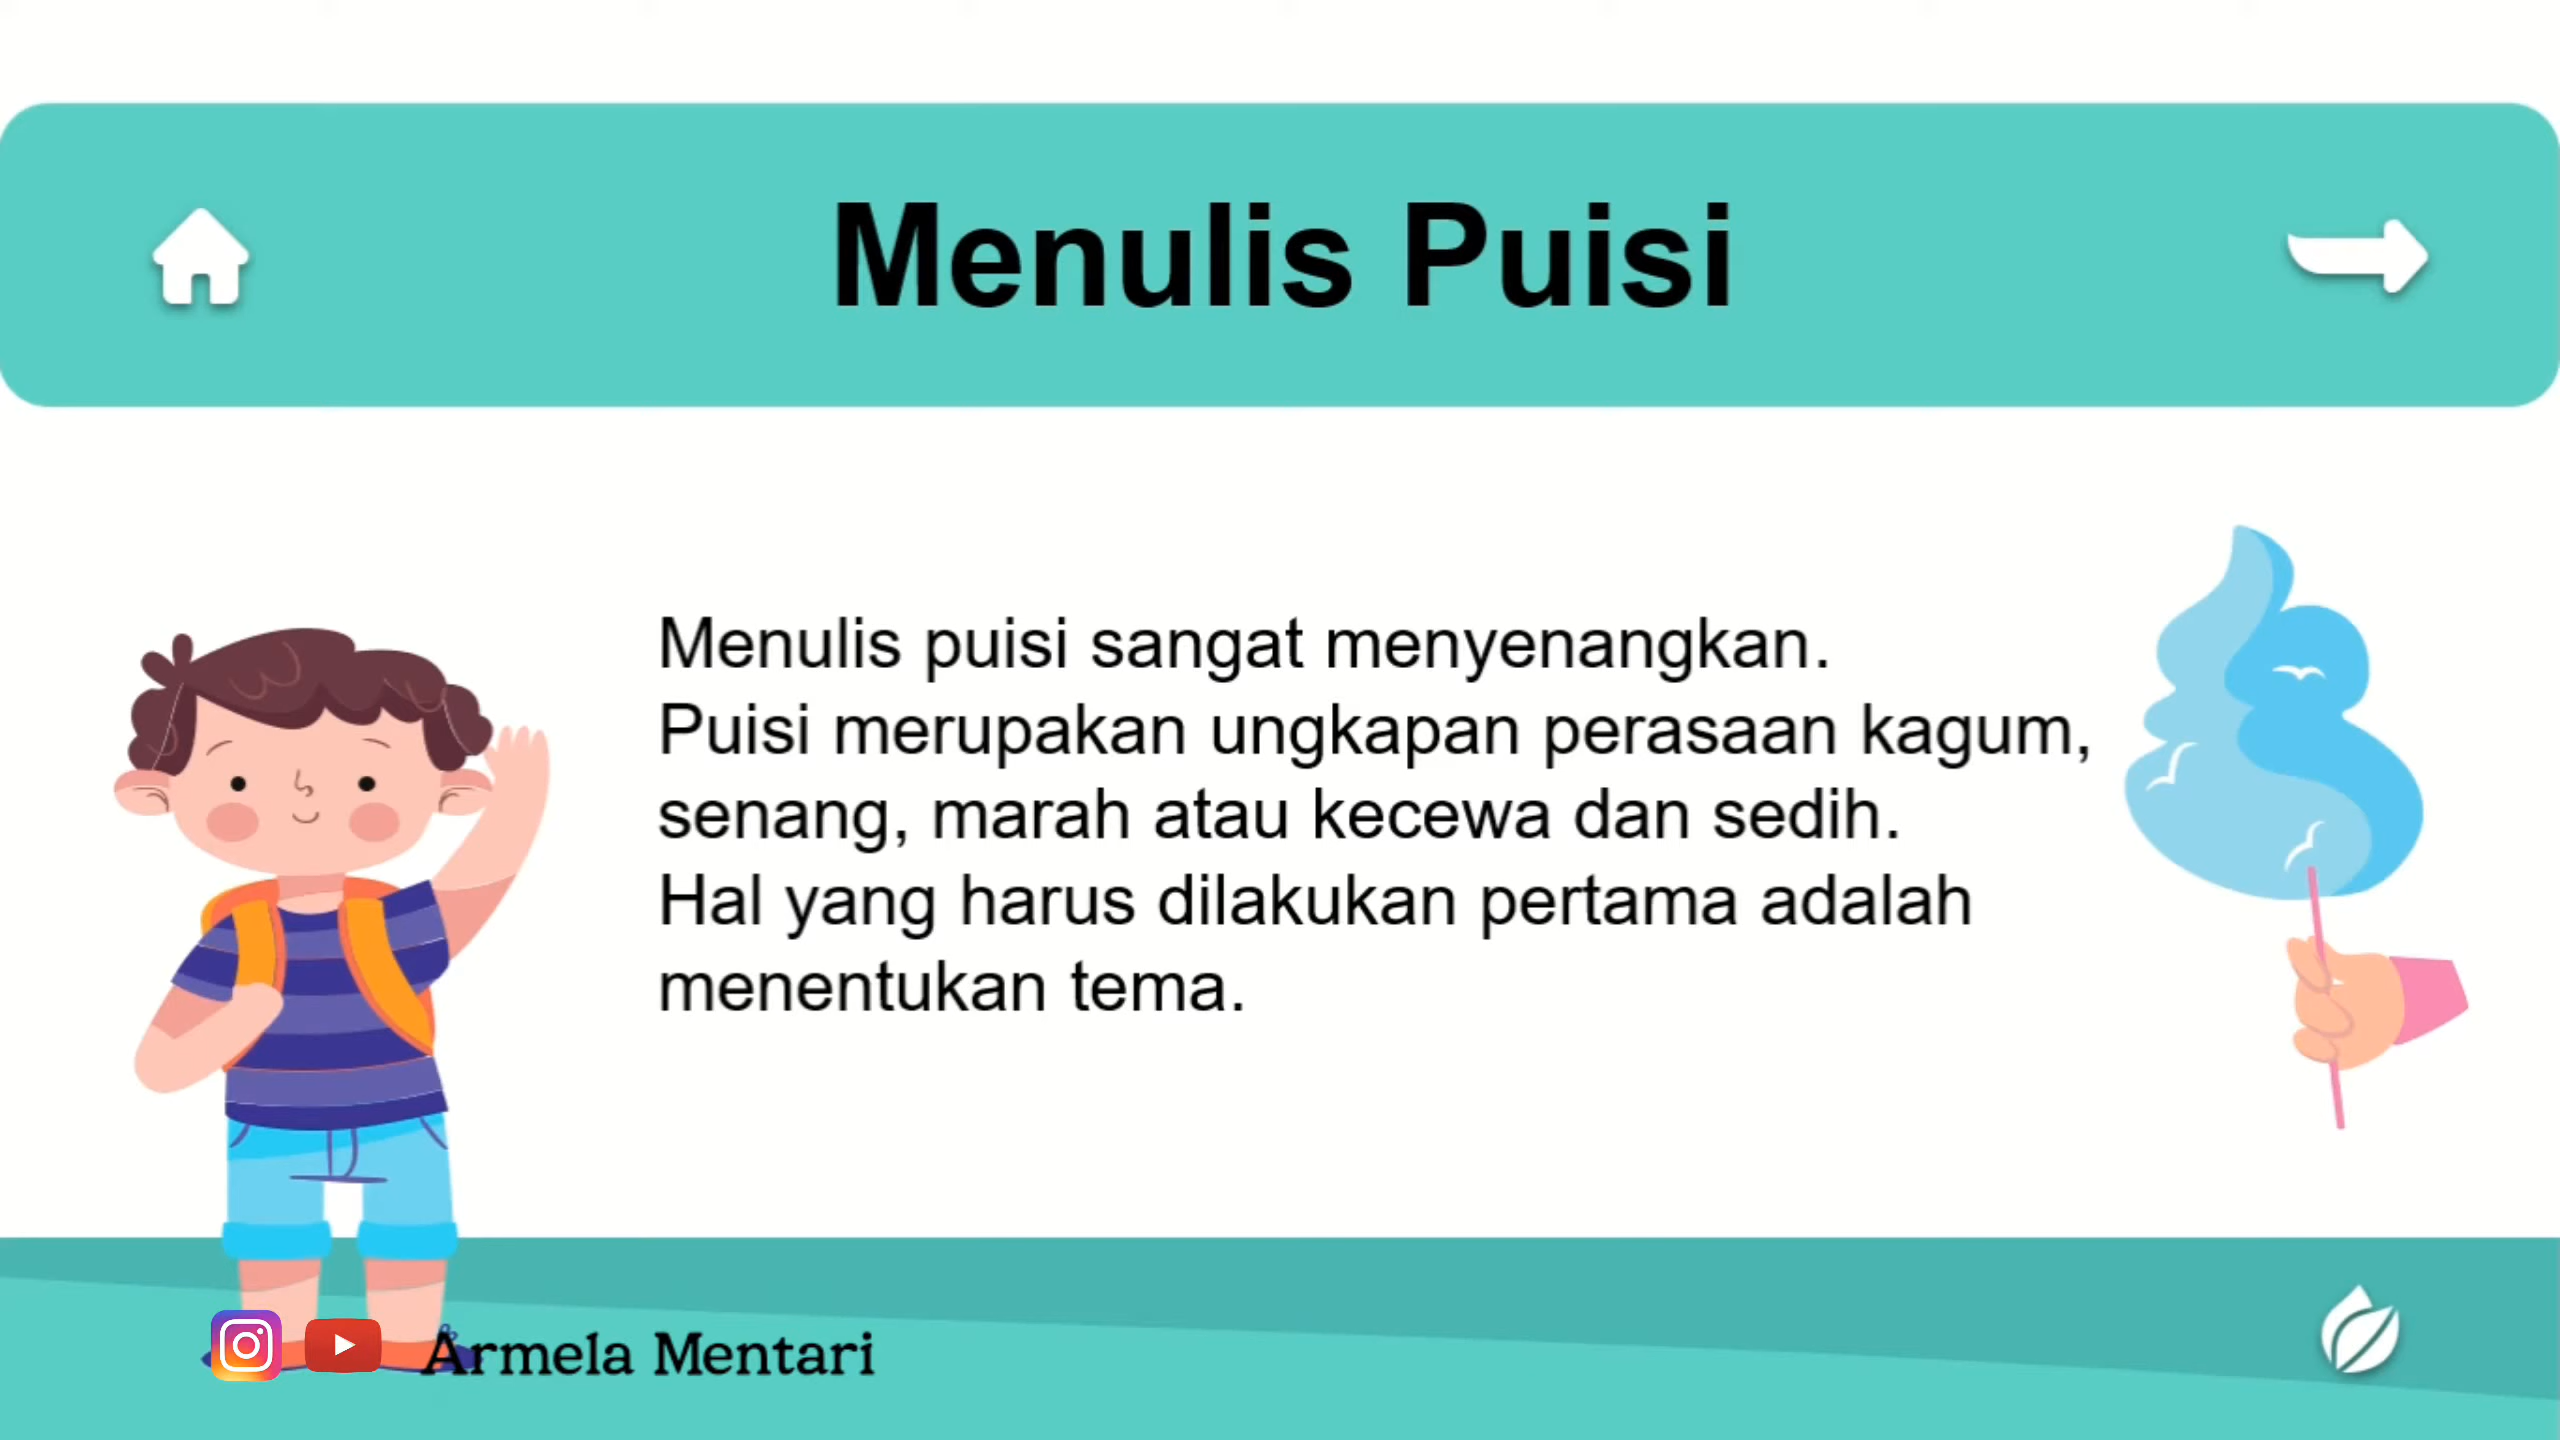 Menulis Puisi
Menulis puisi sangat menyenangkan.
Puisi merupakan ungkapan perasaan kagum,
senang, marah atau kecewa dan sedih.
Hal yang harus dilakukan pertama adalah
menentukan tema.
Armela Mentari